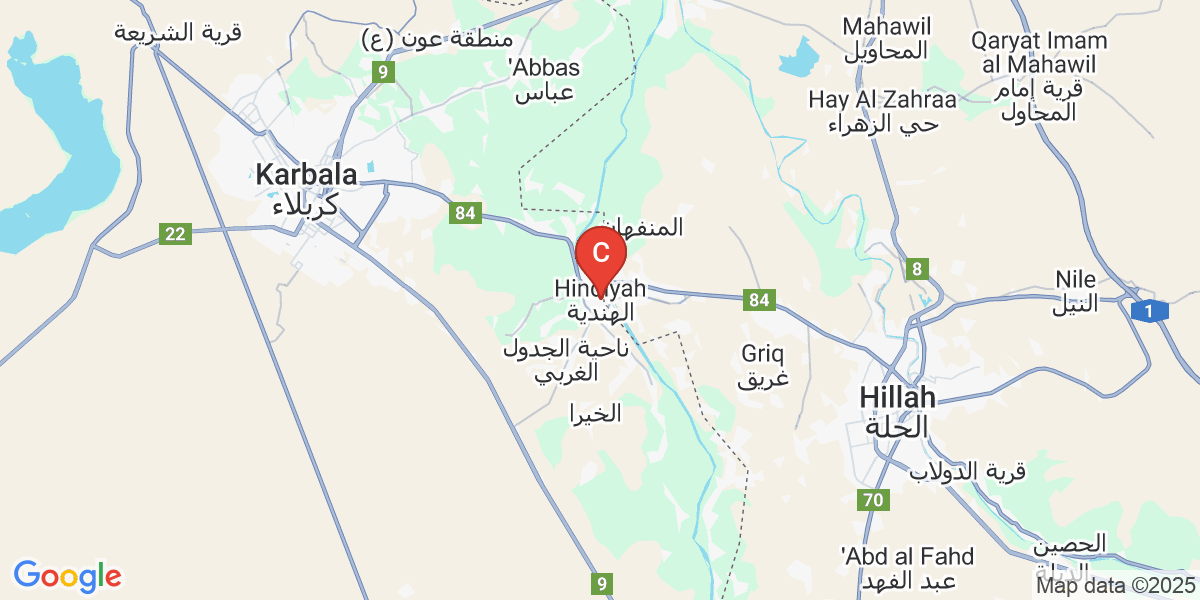 قرية الشريعة
منطقة عون (ع)
9
'Abbas
عباس
Mahawil
المحاويل
Qaryat Imam
al Mahawil
قرية إمام
المحاول
Hay Al Zahraa
حي الزهراء
Karbala
كربلاء
84
22
المنفهان
C
8
Hindiyah
الهندية
84
Nile
النيل
1
ناحية الجدول
الغربي
Griq
غريق
Hillah
الحلة
الخيرا
قرية الدولاب
70
الحصين
'Abd al Fahd
عبد الفهد
9
Google
Map data ©2025